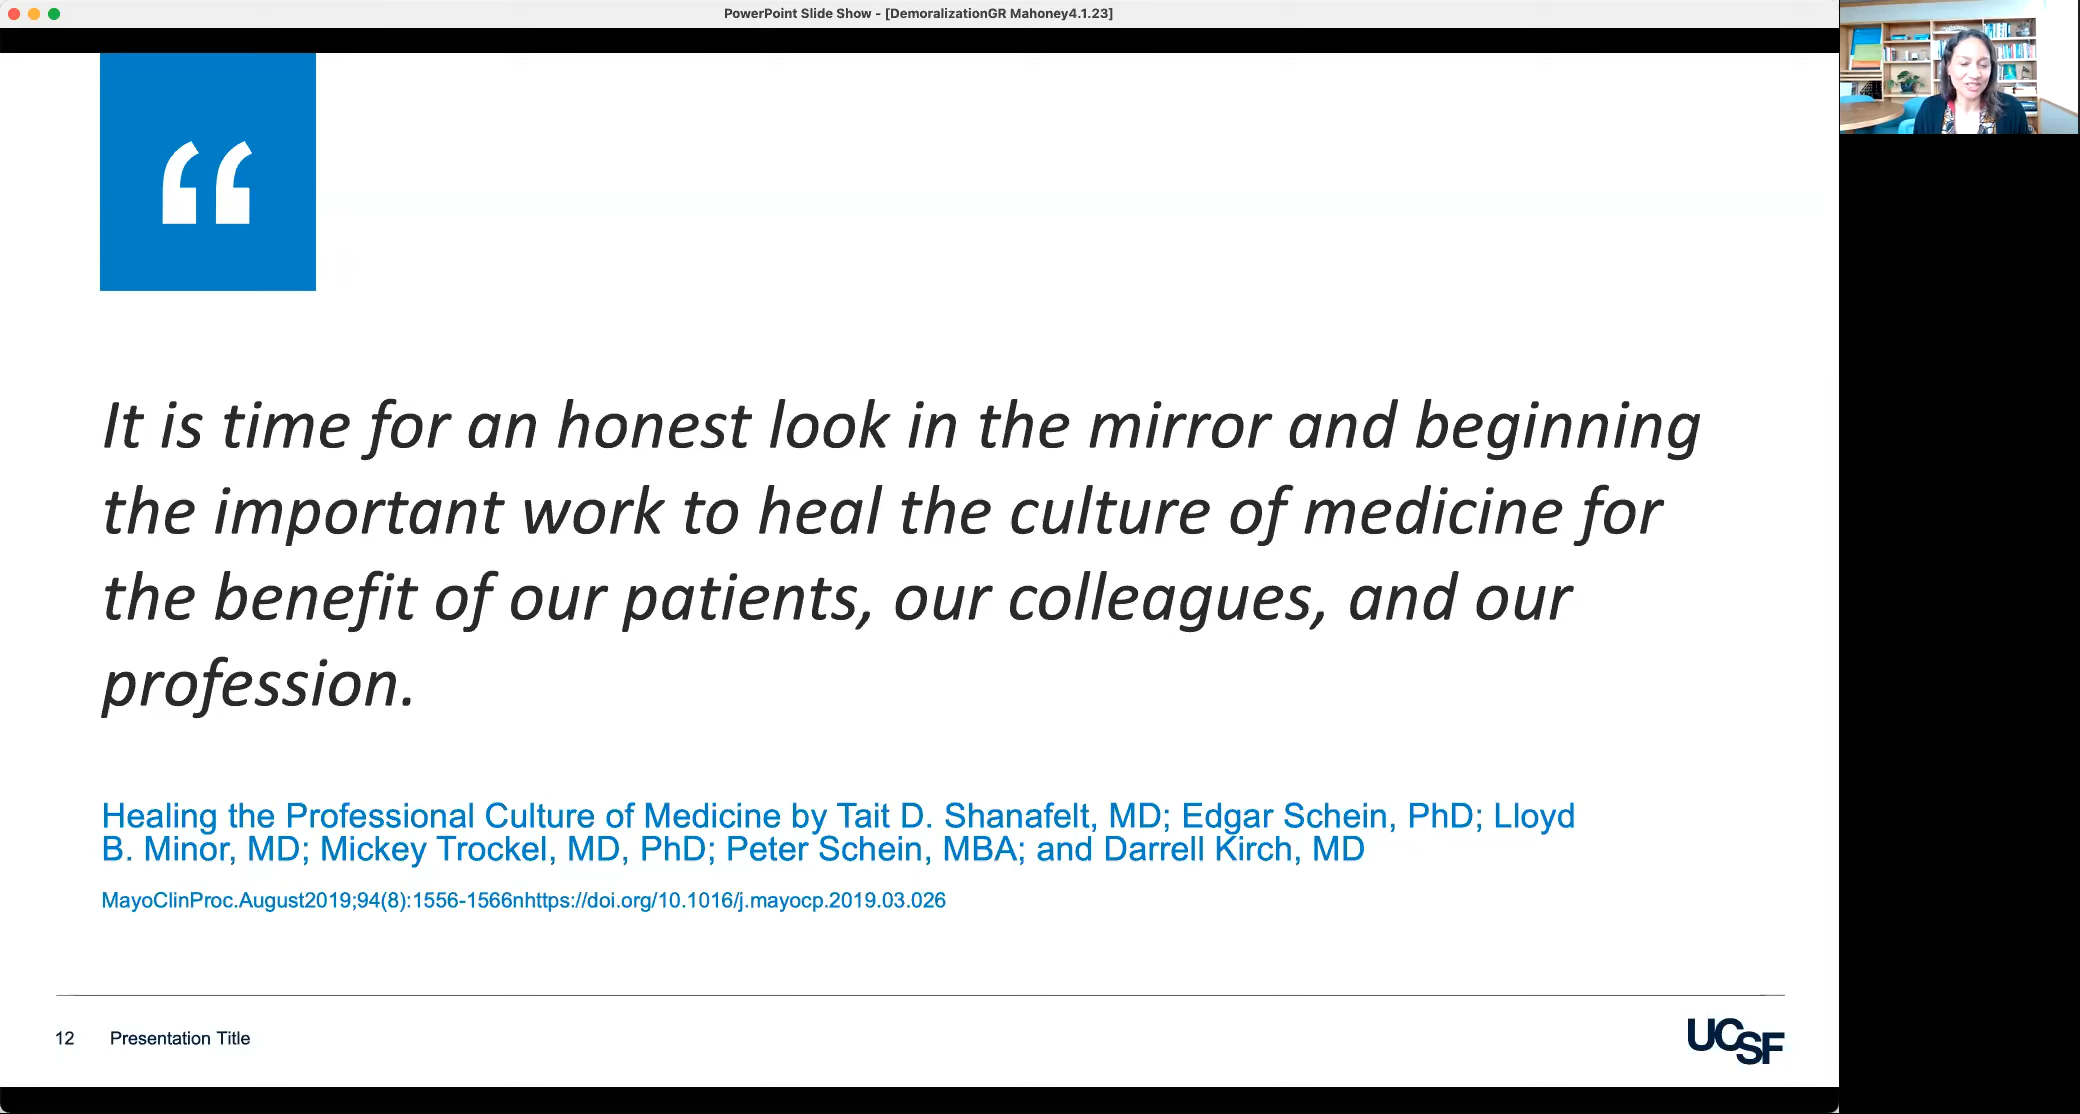 PowerPoint Slide Show - [DemoralizationGR Mahoney4.1.23]
“
It is time for an honest look in the mirror and beginning
the important work to heal the culture of medicine for
the benefit of our patients, our colleagues, and our
profession.
Healing the Professional Culture of Medicine by Tait D. Shanafelt, MD; Edgar Schein, PhD; Lloyd
B. Minor, MD; Mickey Trockel, MD, PhD; Peter Schein, MBA; and Darrell Kirch, MD
MayoClinProc.August2019;94(8):1556-1566nhttps://doi.org/10.1016/j.mayocp.2019.03.026
12 Presentation Title
UCSF